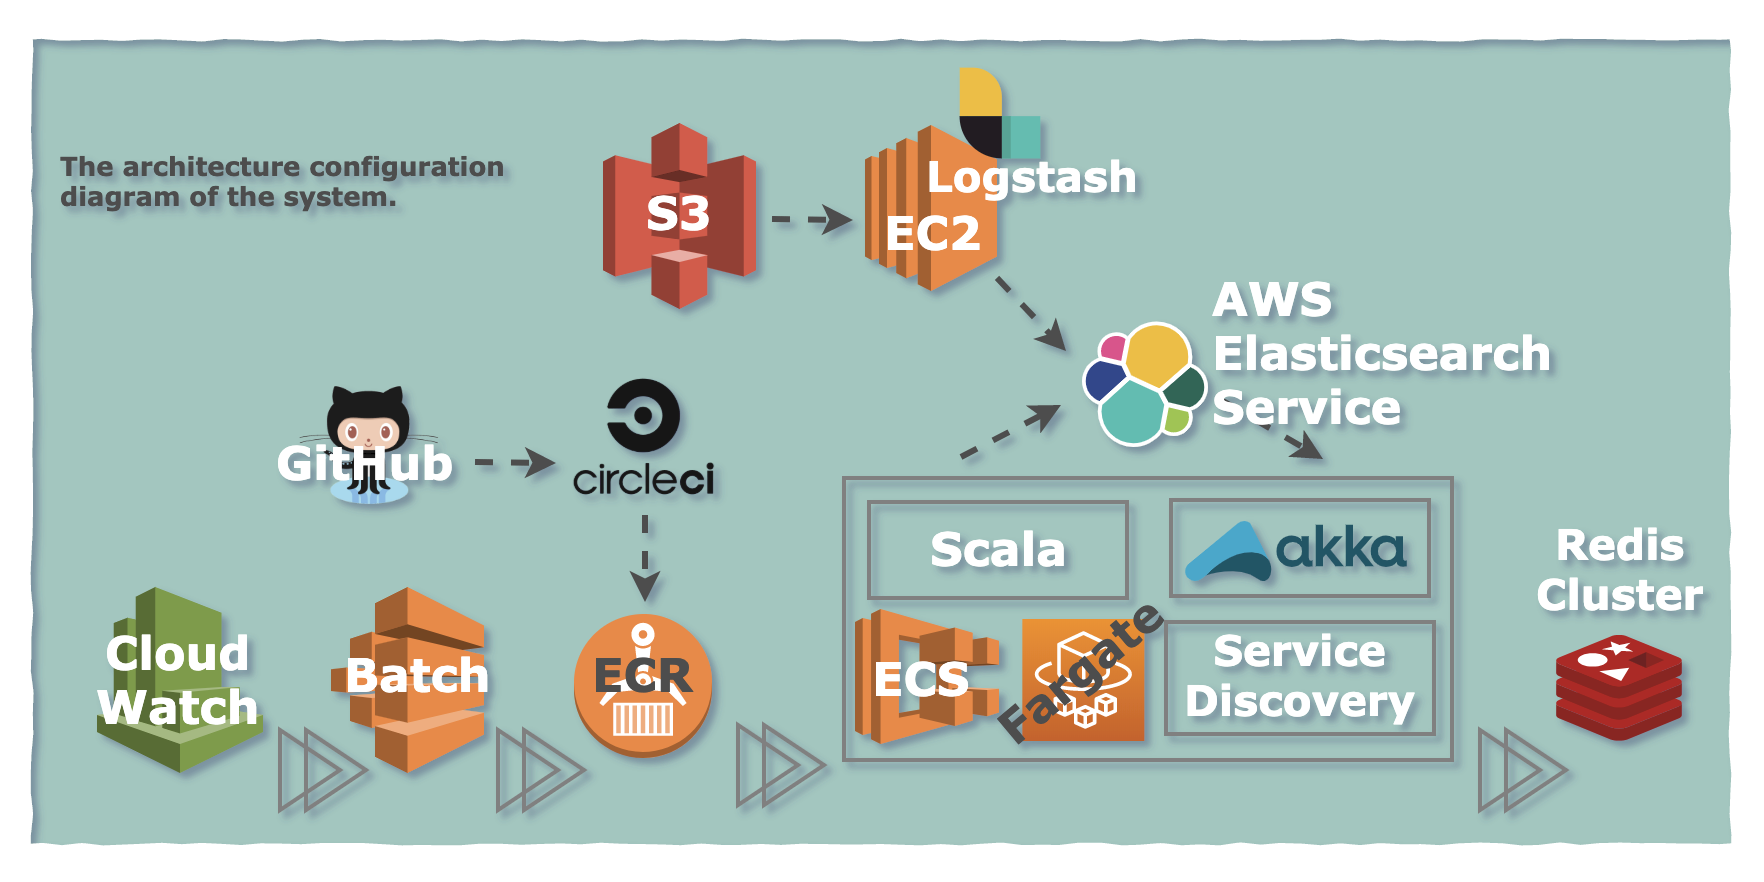 The architecture configuration
diagram of the system.
S3
Logstash
EC2
AWS
Elasticsearch
Service
GitHub
circleci
Scala
akka
Redis
Cluster
Cloud
Watch
Batch
ECR
ECS
Fargate
Service
Discovery